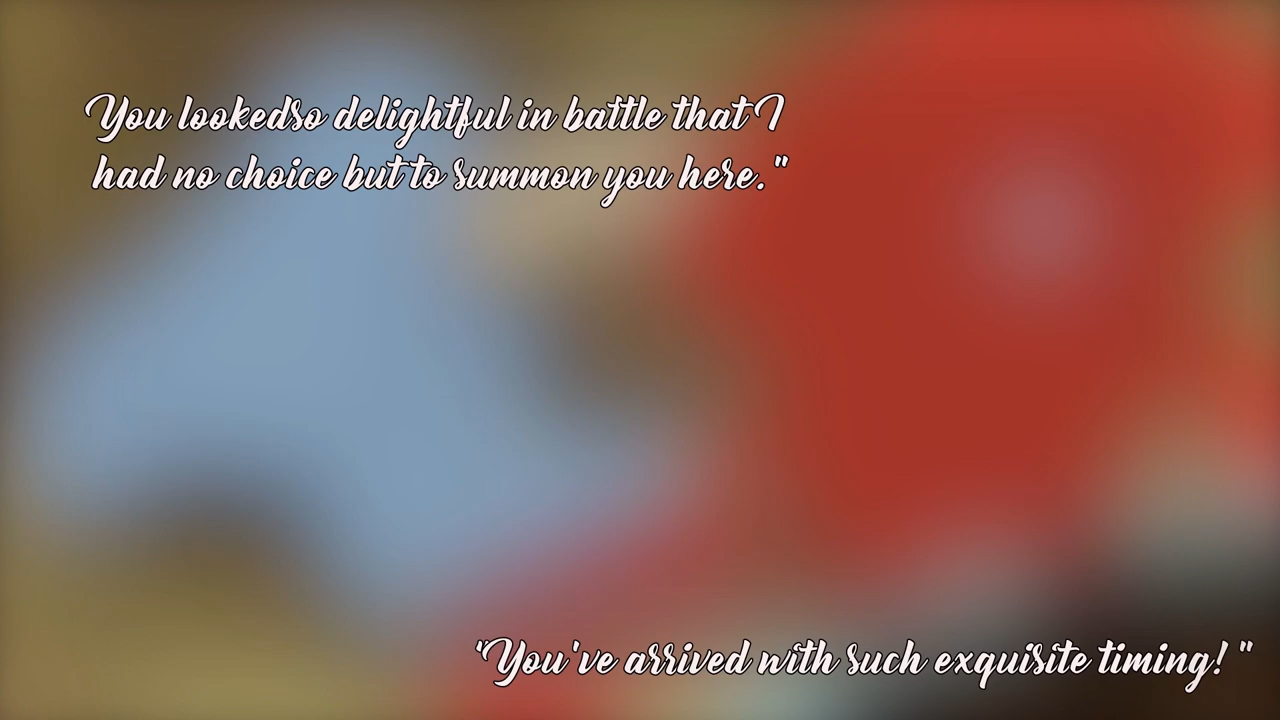 You lookedso delightful in battle that I
had no choice but to summon you here."
"You've arrived with such exquisite timing! "